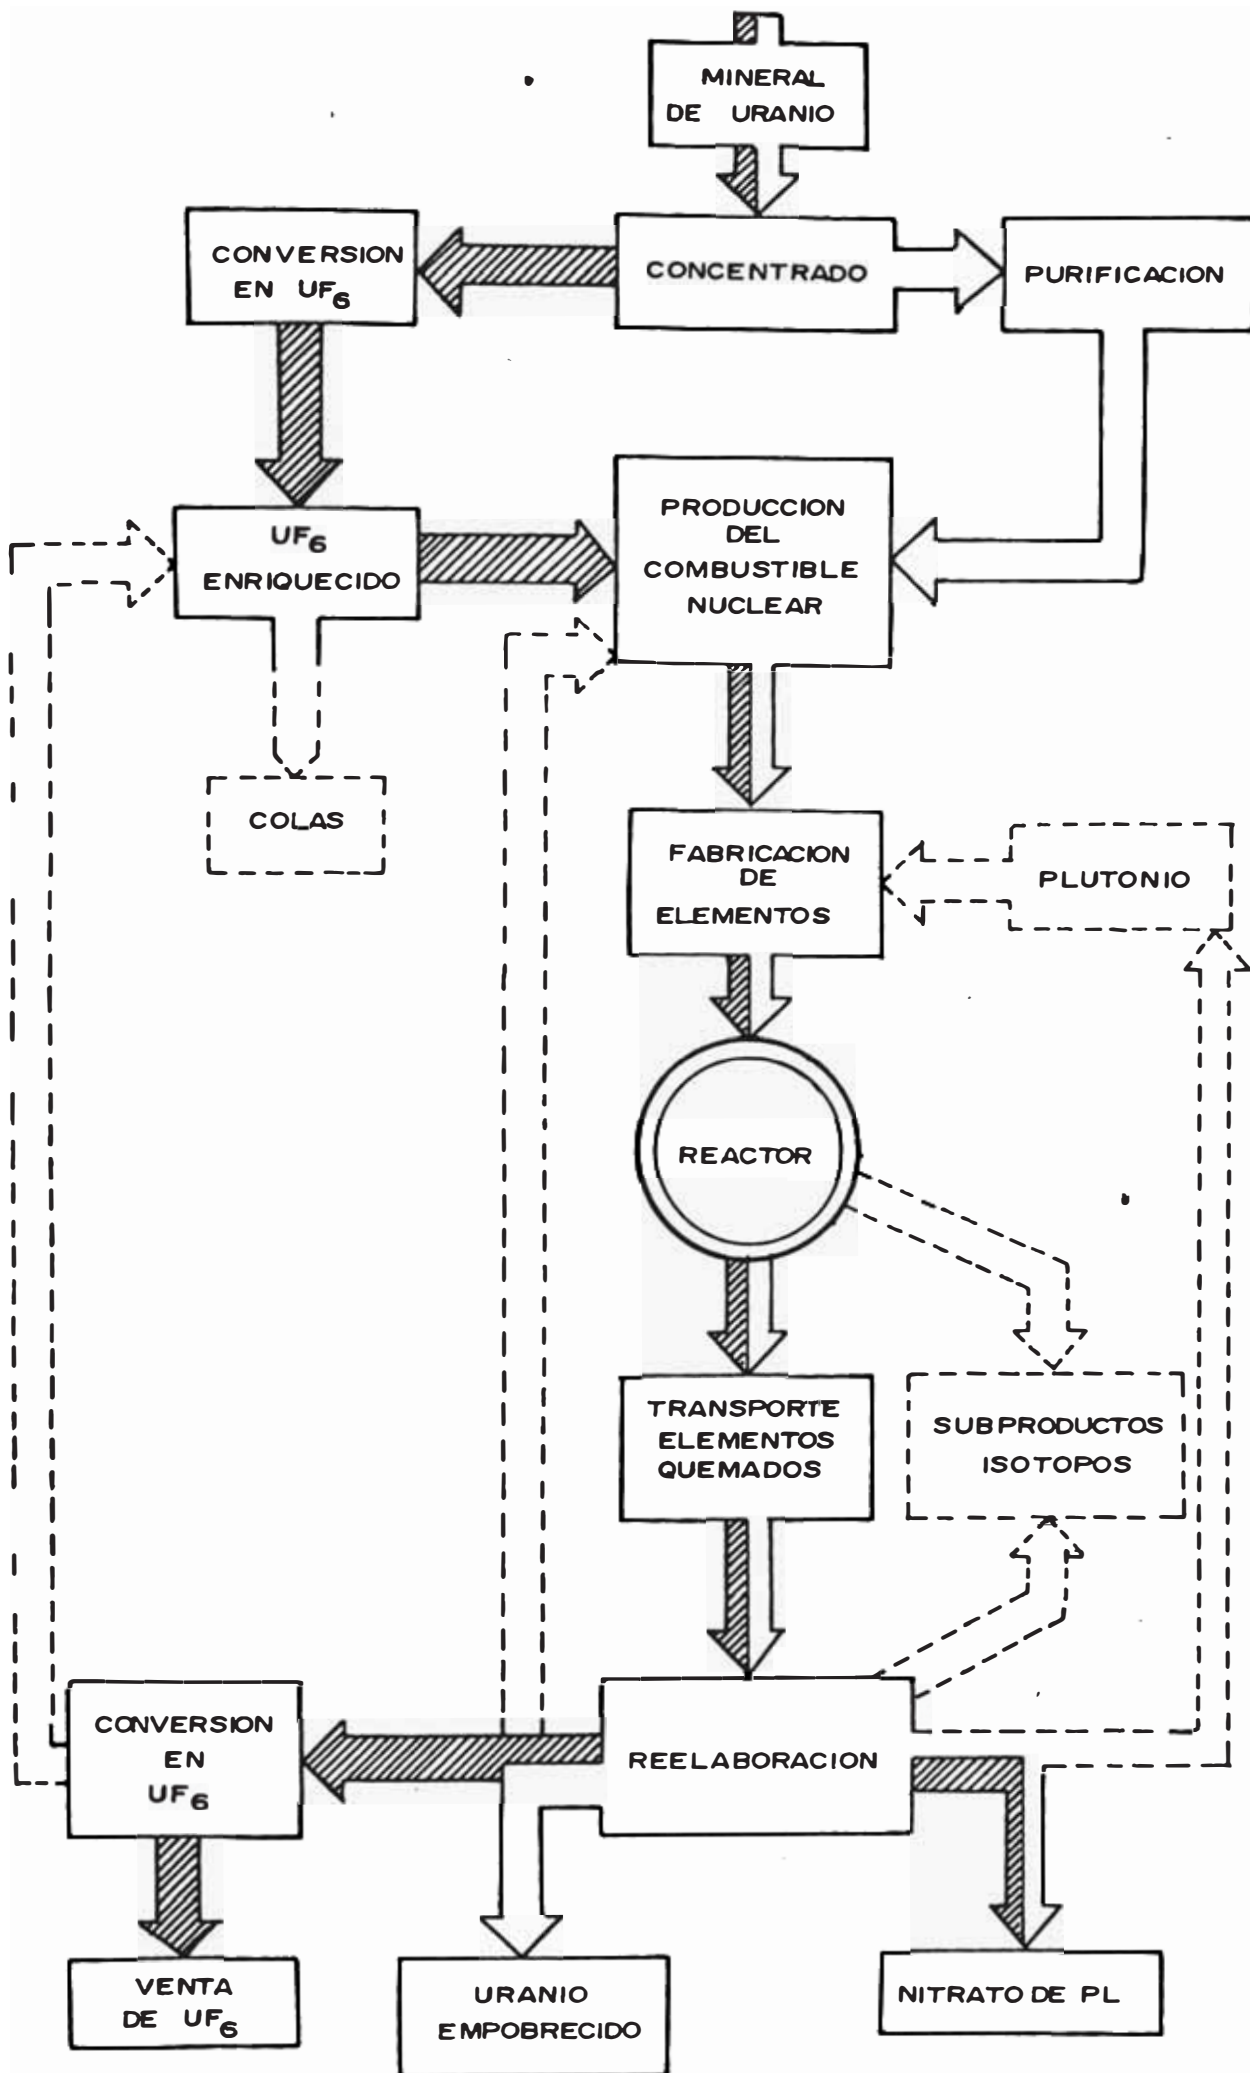 MINERAL
DE URANIO
CONVERSION
EN UF6
CONCENTRADO
PURIFICACION
UF6
ENRIQUECIDO
PRODUCCION
DEL
COMBUSTIBLE
NUCLEAR
COLAS
FABRICACION
DE
ELEMENTOS
PLUTONIO
REACTOR
TRANSPORTE
ELEMENTOS
QUEMADOS
SUBPRODUCTOS
ISOTOPOS
CONVERSION
EN
UF6
REELABORACION
VENTA
DE UF6
URANIO
EMPOBRECIDO
NITRATO DE PL